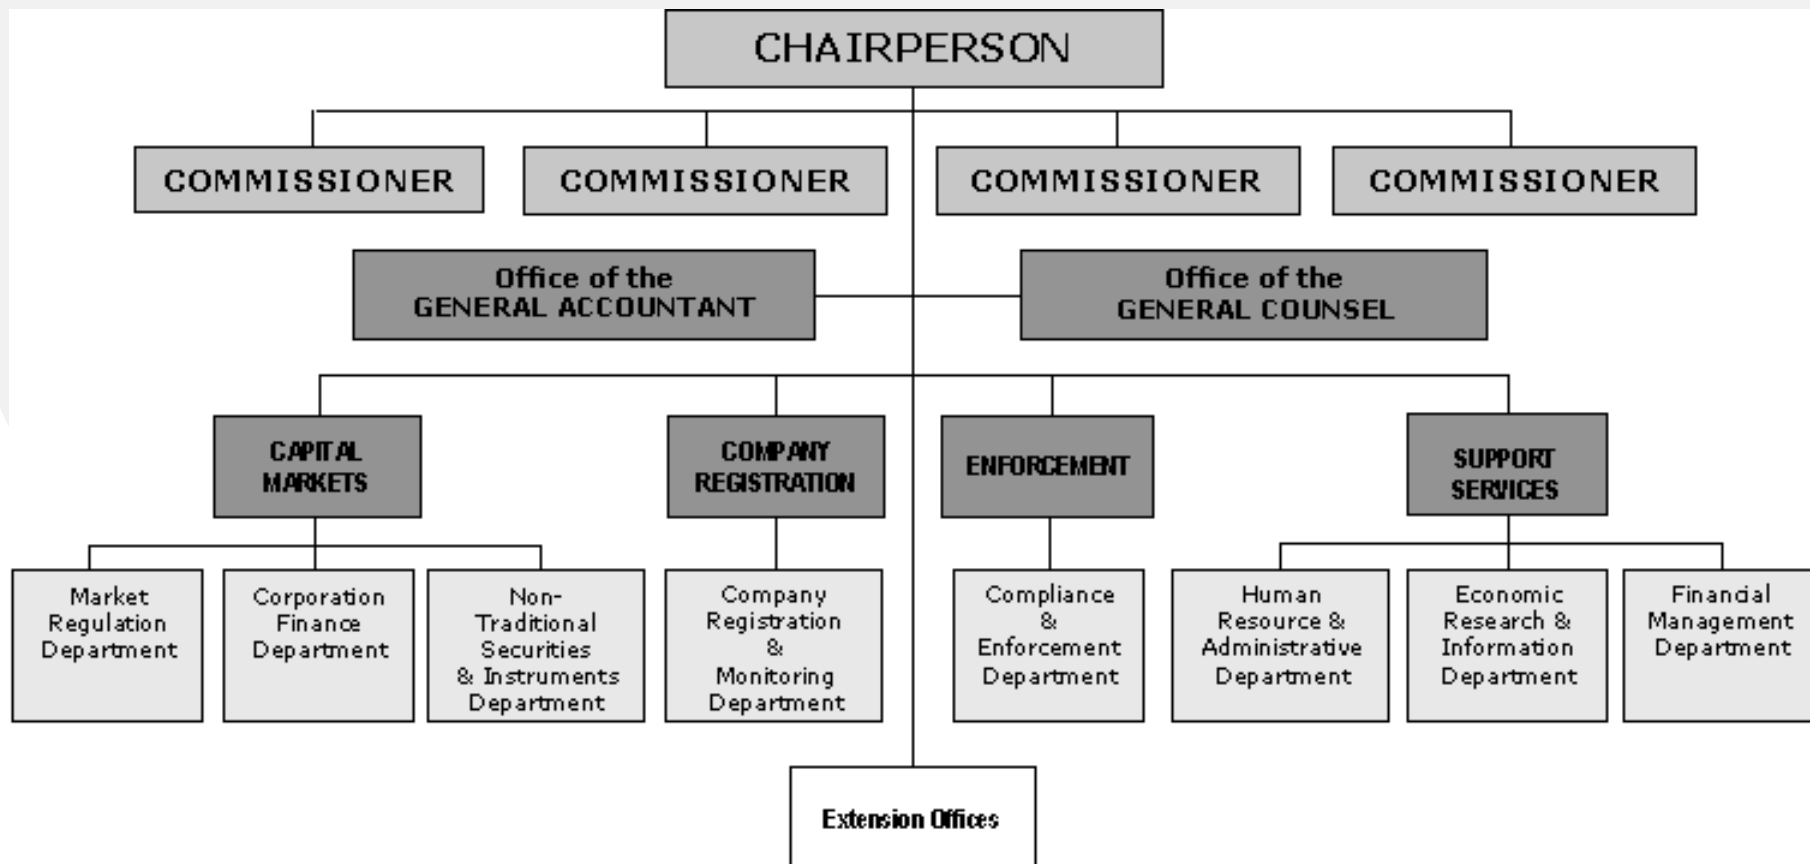 CHAIRPERSON
COMMISSIONER
COMMISSIONER
COMMISSIONER
COMMISSIONER
Office of the
GENERAL ACCOUNTANT
Office of the
GENERAL COUNSEL
CAPITAL
MARKETS
COMPANY
REGISTRATION
ENFORCEMENT
SUPPORT
SERVICES
Market
Regulation
Department
Corporation
Finance
Department
Non-
Traditional
Securities
& Instruments
Department
Company
Registration
&
Monitoring
Department
Compliance
&
Enforcement
Department
Human
Resource &
Administrative
Department
Economic
Research &
Information
Department
Financial
Management
Department
Extension Offices